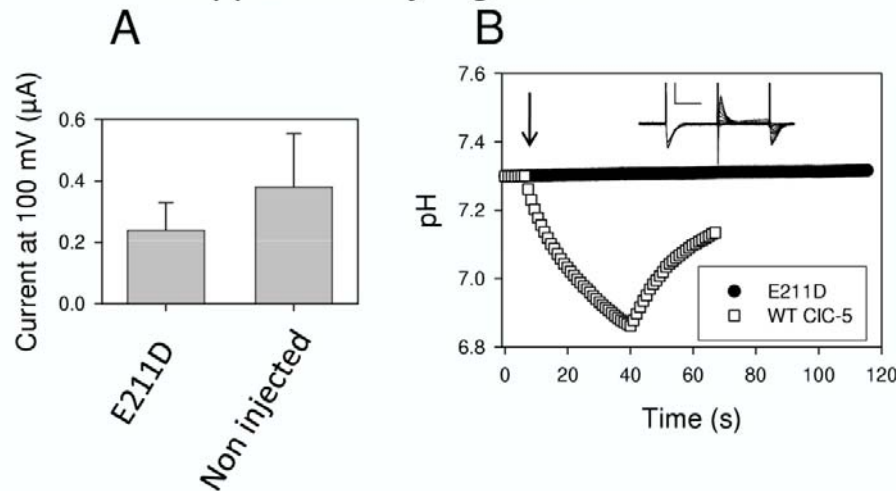 A
Current at 100 mV (µA)
0.6
0.4
0.2
0.0
E211D
Non injected
B
pH
7.6
7.4
7.2
7.0
6.8
E211D
WT ClC-5
0 20 40 60 80 100 120
Time (s)